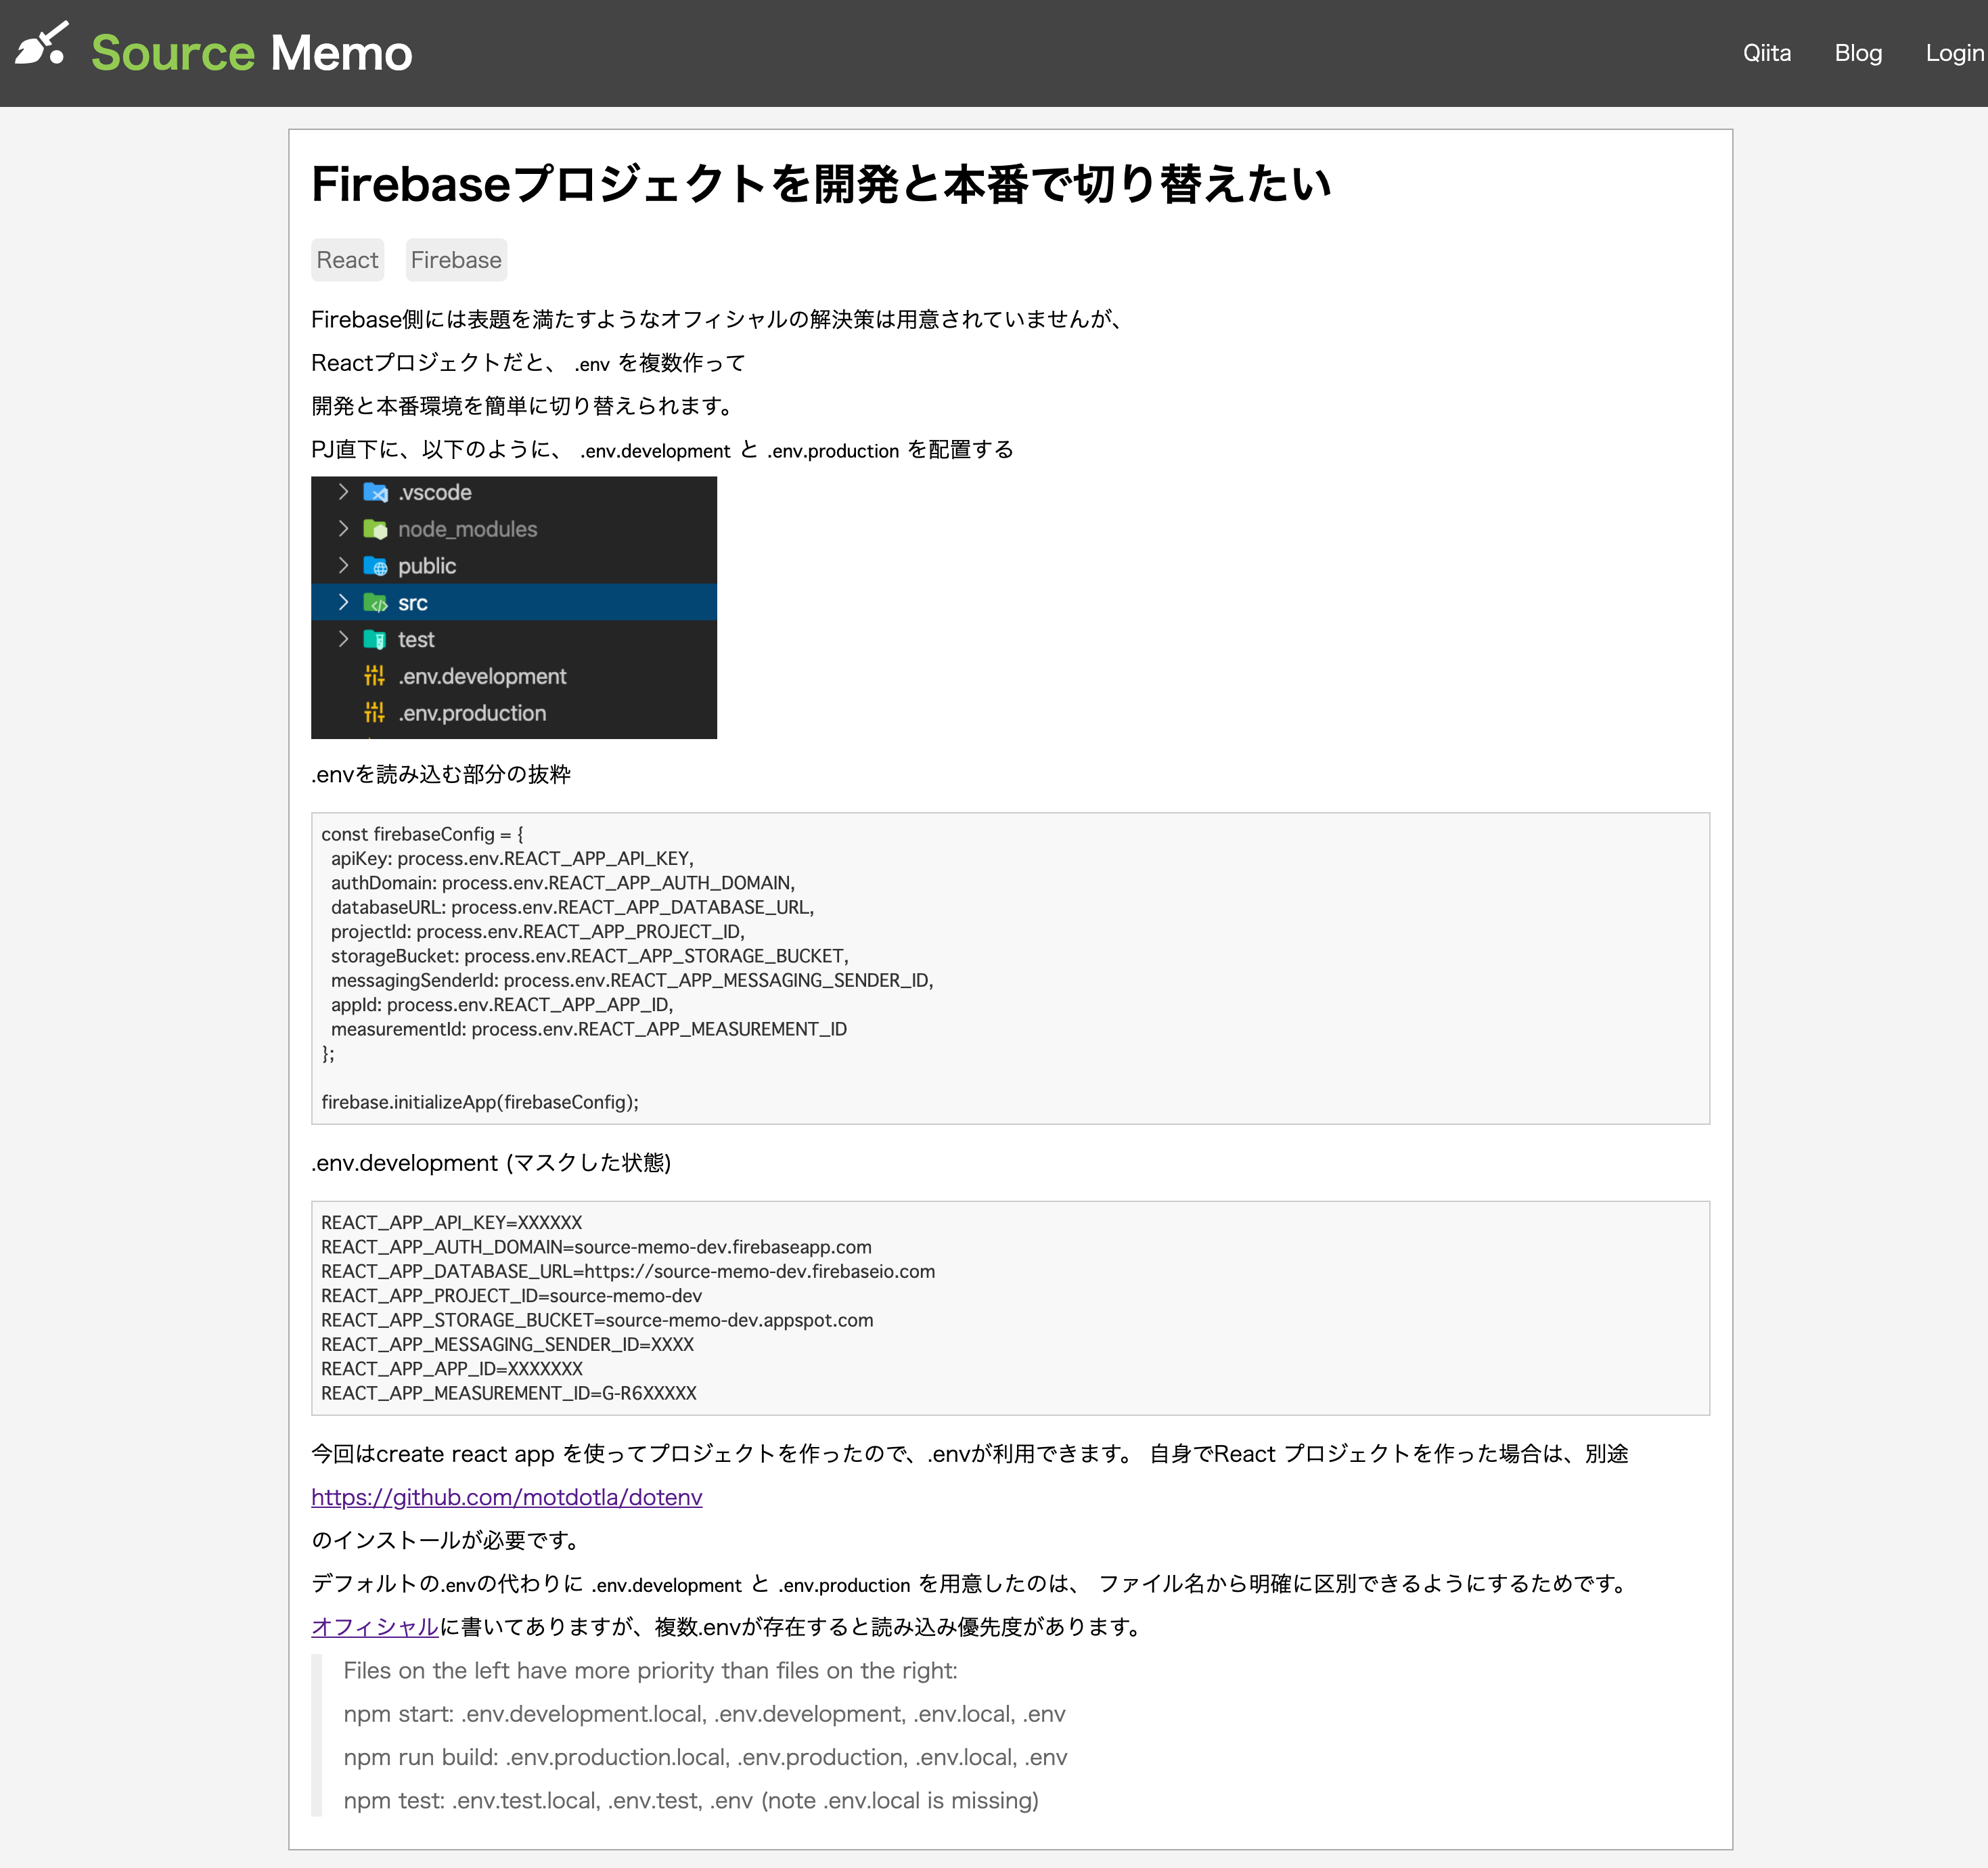 Source Memo
Qiita Blog Login
Firebaseプロジェクトを開発と本番で切り替えたい
React Firebase
Firebase側には表題を満たすようなオフィシャルの解決策は用意されていませんが、
Reactプロジェクトだと、 .env を複数作って
開発と本番環境を簡単に切り替えられます。
PJ直下に、以下のように、 .env.development と .env.production を配置する
.vscode
node_modules
public
src
test
.env.development
.env.production
.envを読み込む部分の抜粋
const firebaseConfig = {
  apiKey: process.env.REACT_APP_API_KEY,
  authDomain: process.env.REACT_APP_AUTH_DOMAIN,
  databaseURL: process.env.REACT_APP_DATABASE_URL,
  projectId: process.env.REACT_APP_PROJECT_ID,
  storageBucket: process.env.REACT_APP_STORAGE_BUCKET,
  messagingSenderId: process.env.REACT_APP_MESSAGING_SENDER_ID,
  appId: process.env.REACT_APP_APP_ID,
  measurementId: process.env.REACT_APP_MEASUREMENT_ID
};
firebase.initializeApp(firebaseConfig);
.env.development (マスクした状態)
REACT_APP_API_KEY=XXXXXX
REACT_APP_AUTH_DOMAIN=source-memo-dev.firebaseapp.com
REACT_APP_DATABASE_URL=https://source-memo-dev.firebaseio.com
REACT_APP_PROJECT_ID=source-memo-dev
REACT_APP_STORAGE_BUCKET=source-memo-dev.appspot.com
REACT_APP_MESSAGING_SENDER_ID=XXXX
REACT_APP_APP_ID=XXXXXXX
REACT_APP_MEASUREMENT_ID=G-R6XXXXX
今回はcreate react app を使ってプロジェクトを作ったので、.envが利用できます。 自身でReact プロジェクトを作った場合は、別途
https://github.com/motdotla/dotenv
のインストールが必要です。
デフォルトの.envの代わりに .env.development と .env.production を用意したのは、 ファイル名から明確に区別できるようにするためです。
オフィシャルに書いてありますが、複数.envが存在すると読み込み優先度があります。
Files on the left have more priority than files on the right:
npm start: .env.development.local, .env.development, .env.local, .env
npm run build: .env.production.local, .env.production, .env.local, .env
npm test: .env.test.local, .env.test, .env (note .env.local is missing)